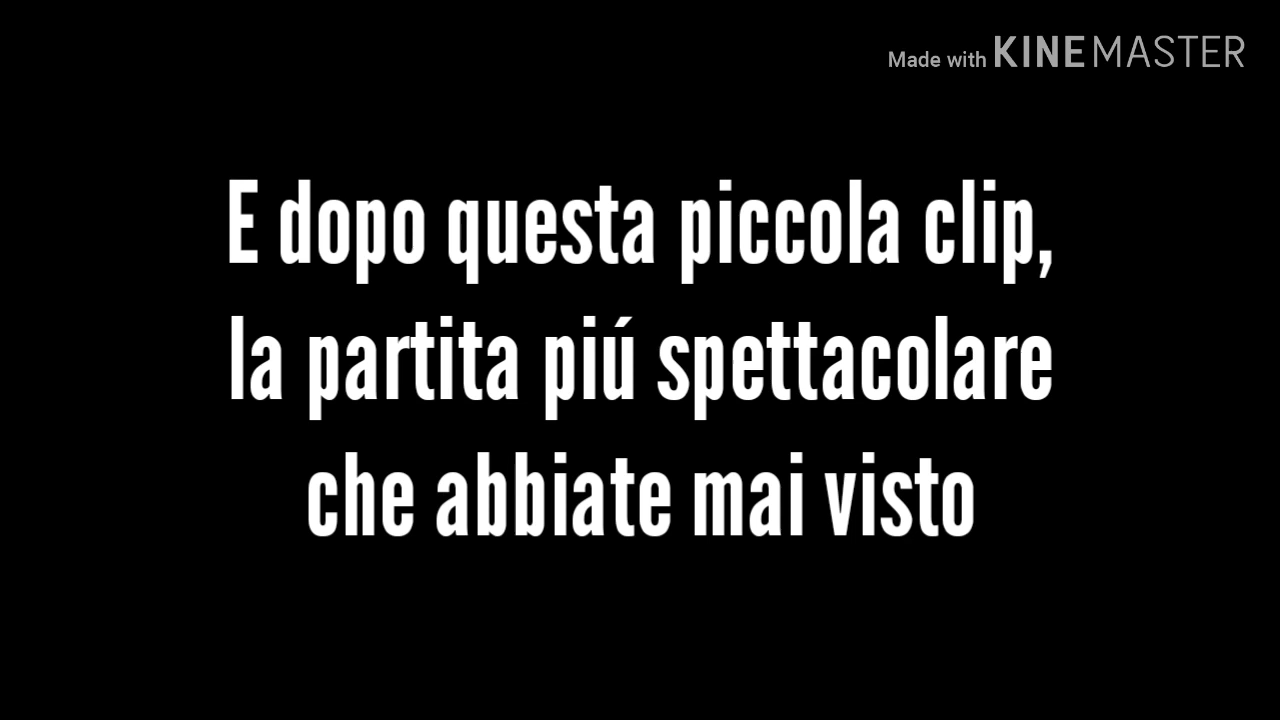 Made with KINEMASTER
E dopo questa piccola clip,
la partita piú spettacolare
che abbiate mai visto